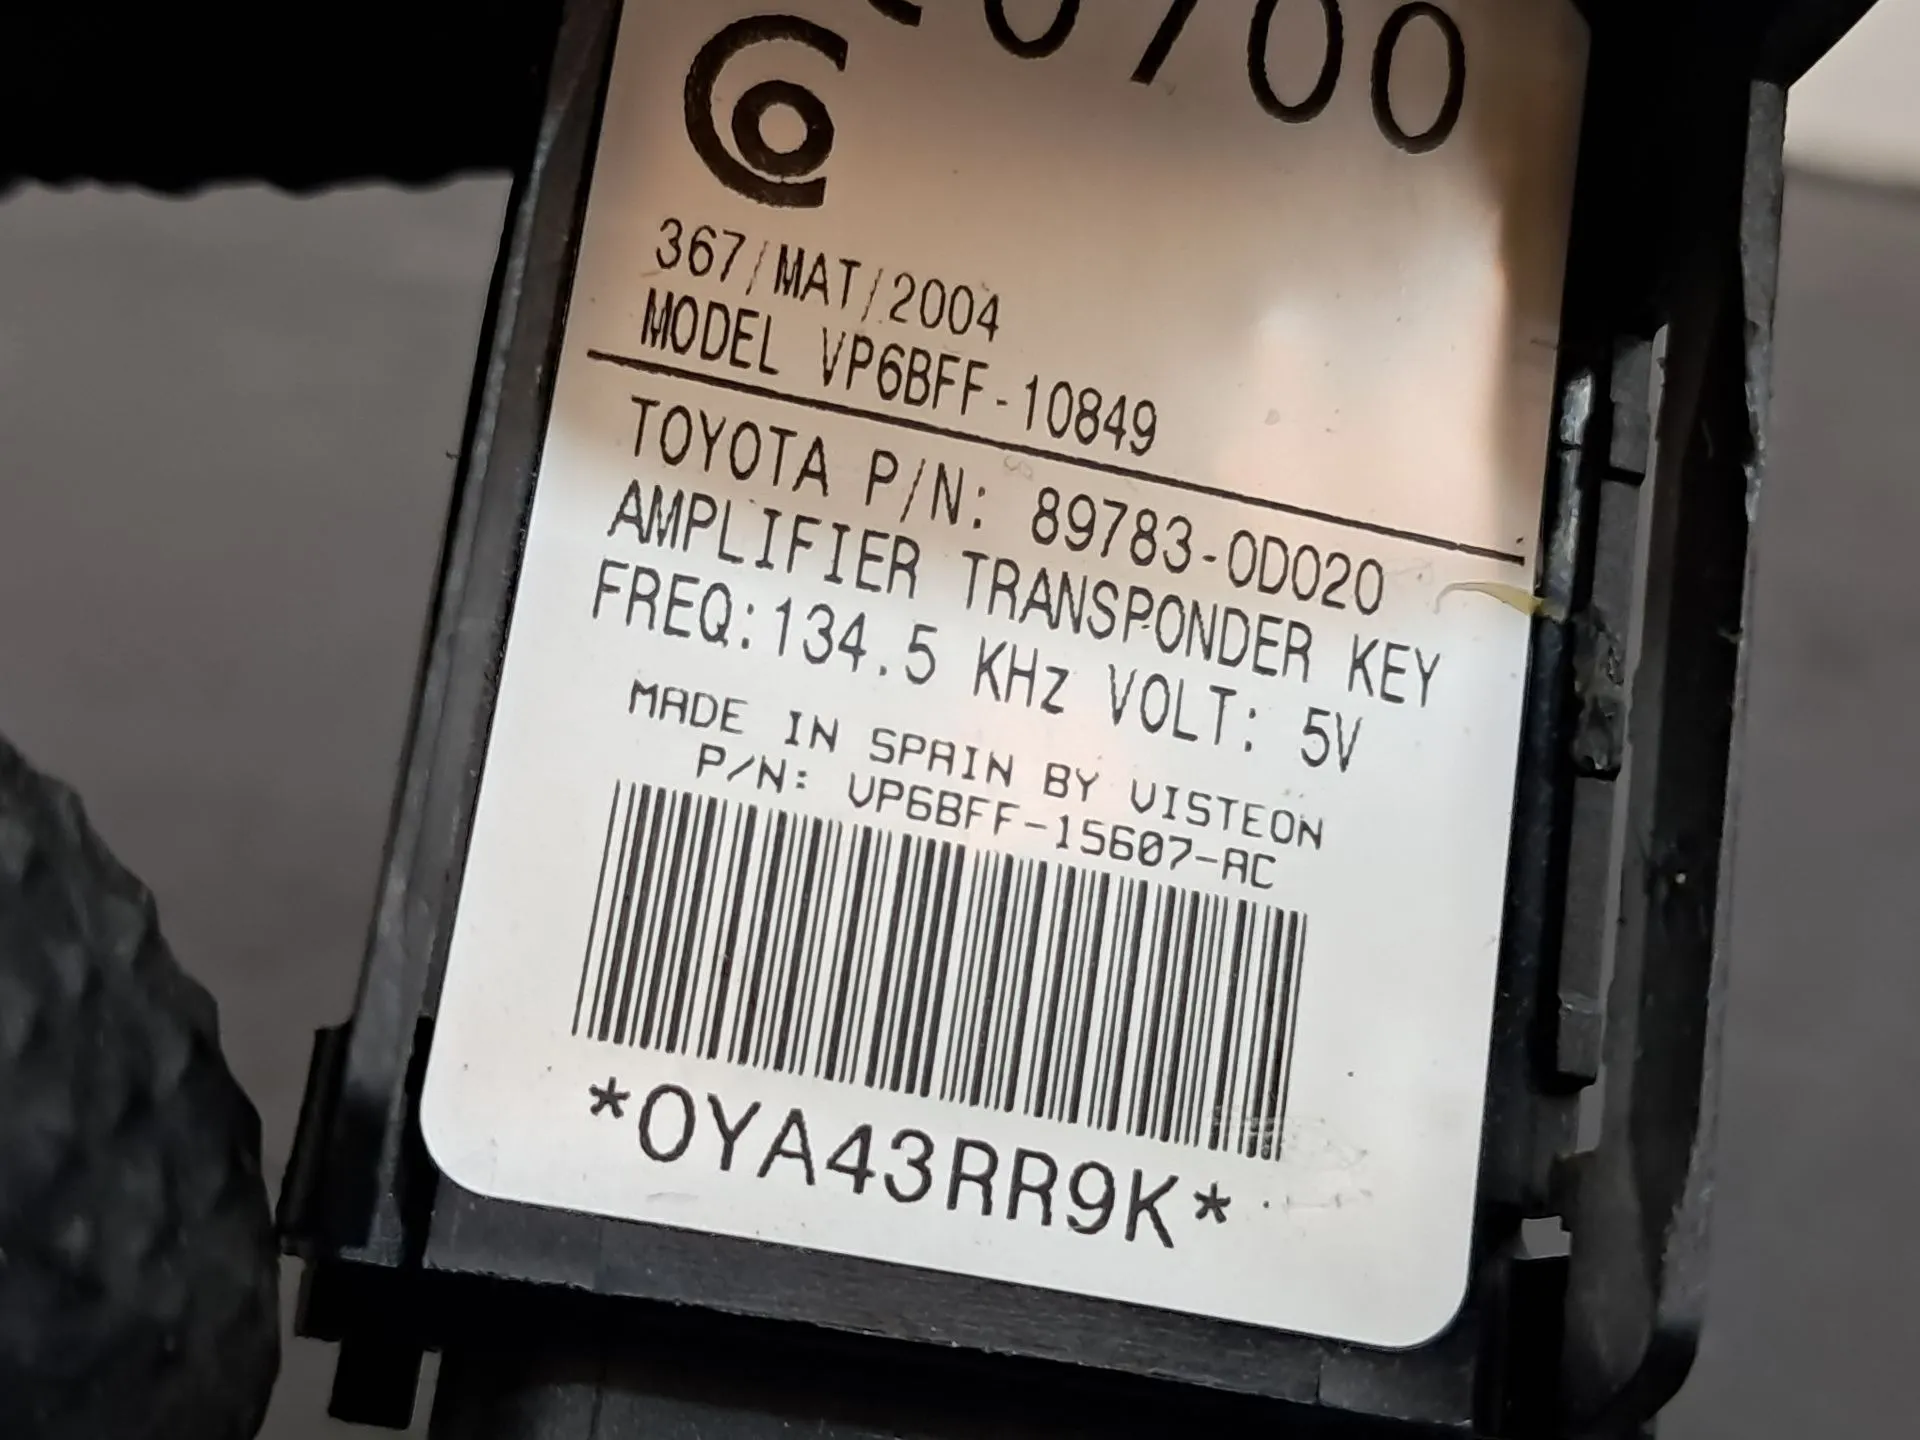 0700
367/MAT/2004
MODEL VP6BFF-10849
TOYOTA P/N: 89783-0D020
AMPLIFIER TRANSPONDER KEY
FREQ:134.5 KHz VOLT: 5V
MADE IN SPAIN BY VISTEON
P/N: VP6BFF-15607-AC
*0YA43RR9K*